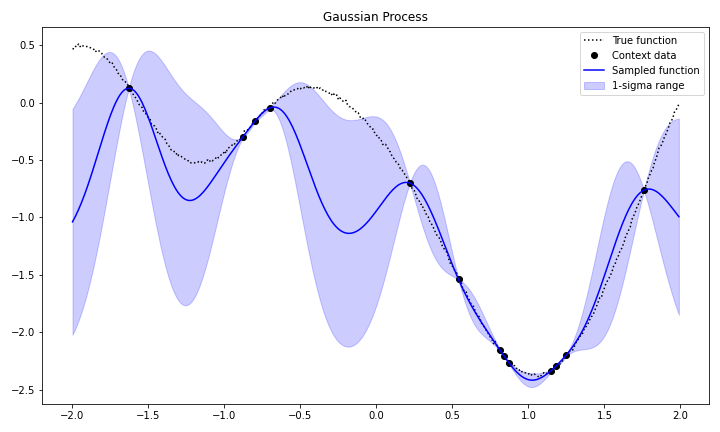 Gaussian Process
True function
Context data
Sampled function
1-sigma range
0.5
0.0
−0.5
−1.0
−1.5
−2.0
−2.5
−2.0 −1.5 −1.0 −0.5 0.0 0.5 1.0 1.5 2.0